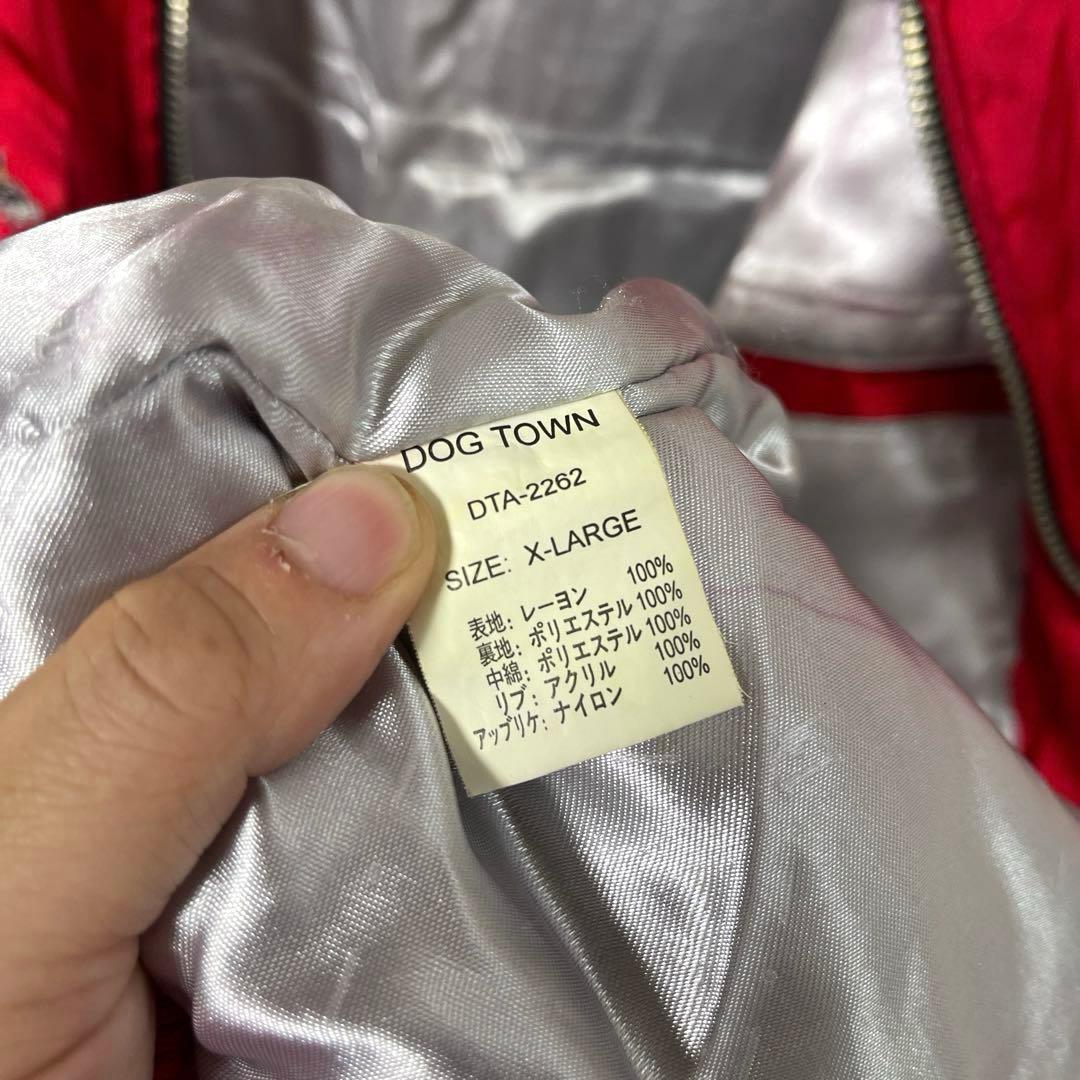 DOG TOWN
DTA-2262
SIZE: X-LARGE
表地: レーヨン 100%
裏地: ポリエステル 100%
中綿: ポリエステル 100%
リブ: アクリル 100%
アップリケ: ナイロン 100%